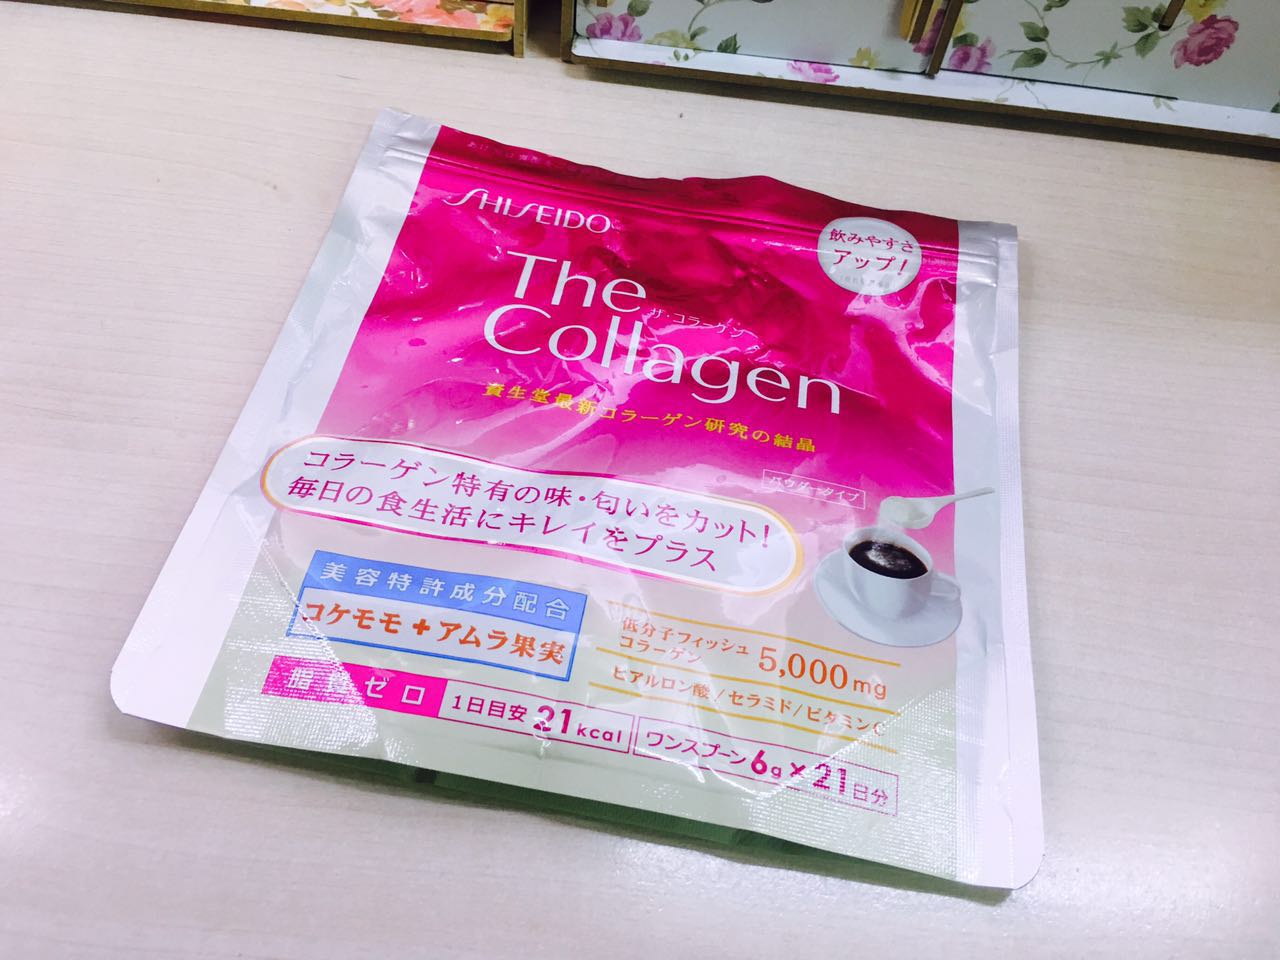 SHISEIDO
飲みやすさ
アップ!
The
ザ・コラーゲン
Collagen
資生堂最新コラーゲン研究の結晶
パウダータイプ
コラーゲン特有の味・匂いをカット!
毎日の食生活にキレイをプラス
美容特許成分配合
コケモモ+アムラ果実
低分子フィッシュ
コラーゲン 5,000mg
ヒアルロン酸/セラミド/ビタミンC
脂質ゼロ 1日目安 21kcal ワンスプーン6g×21日分